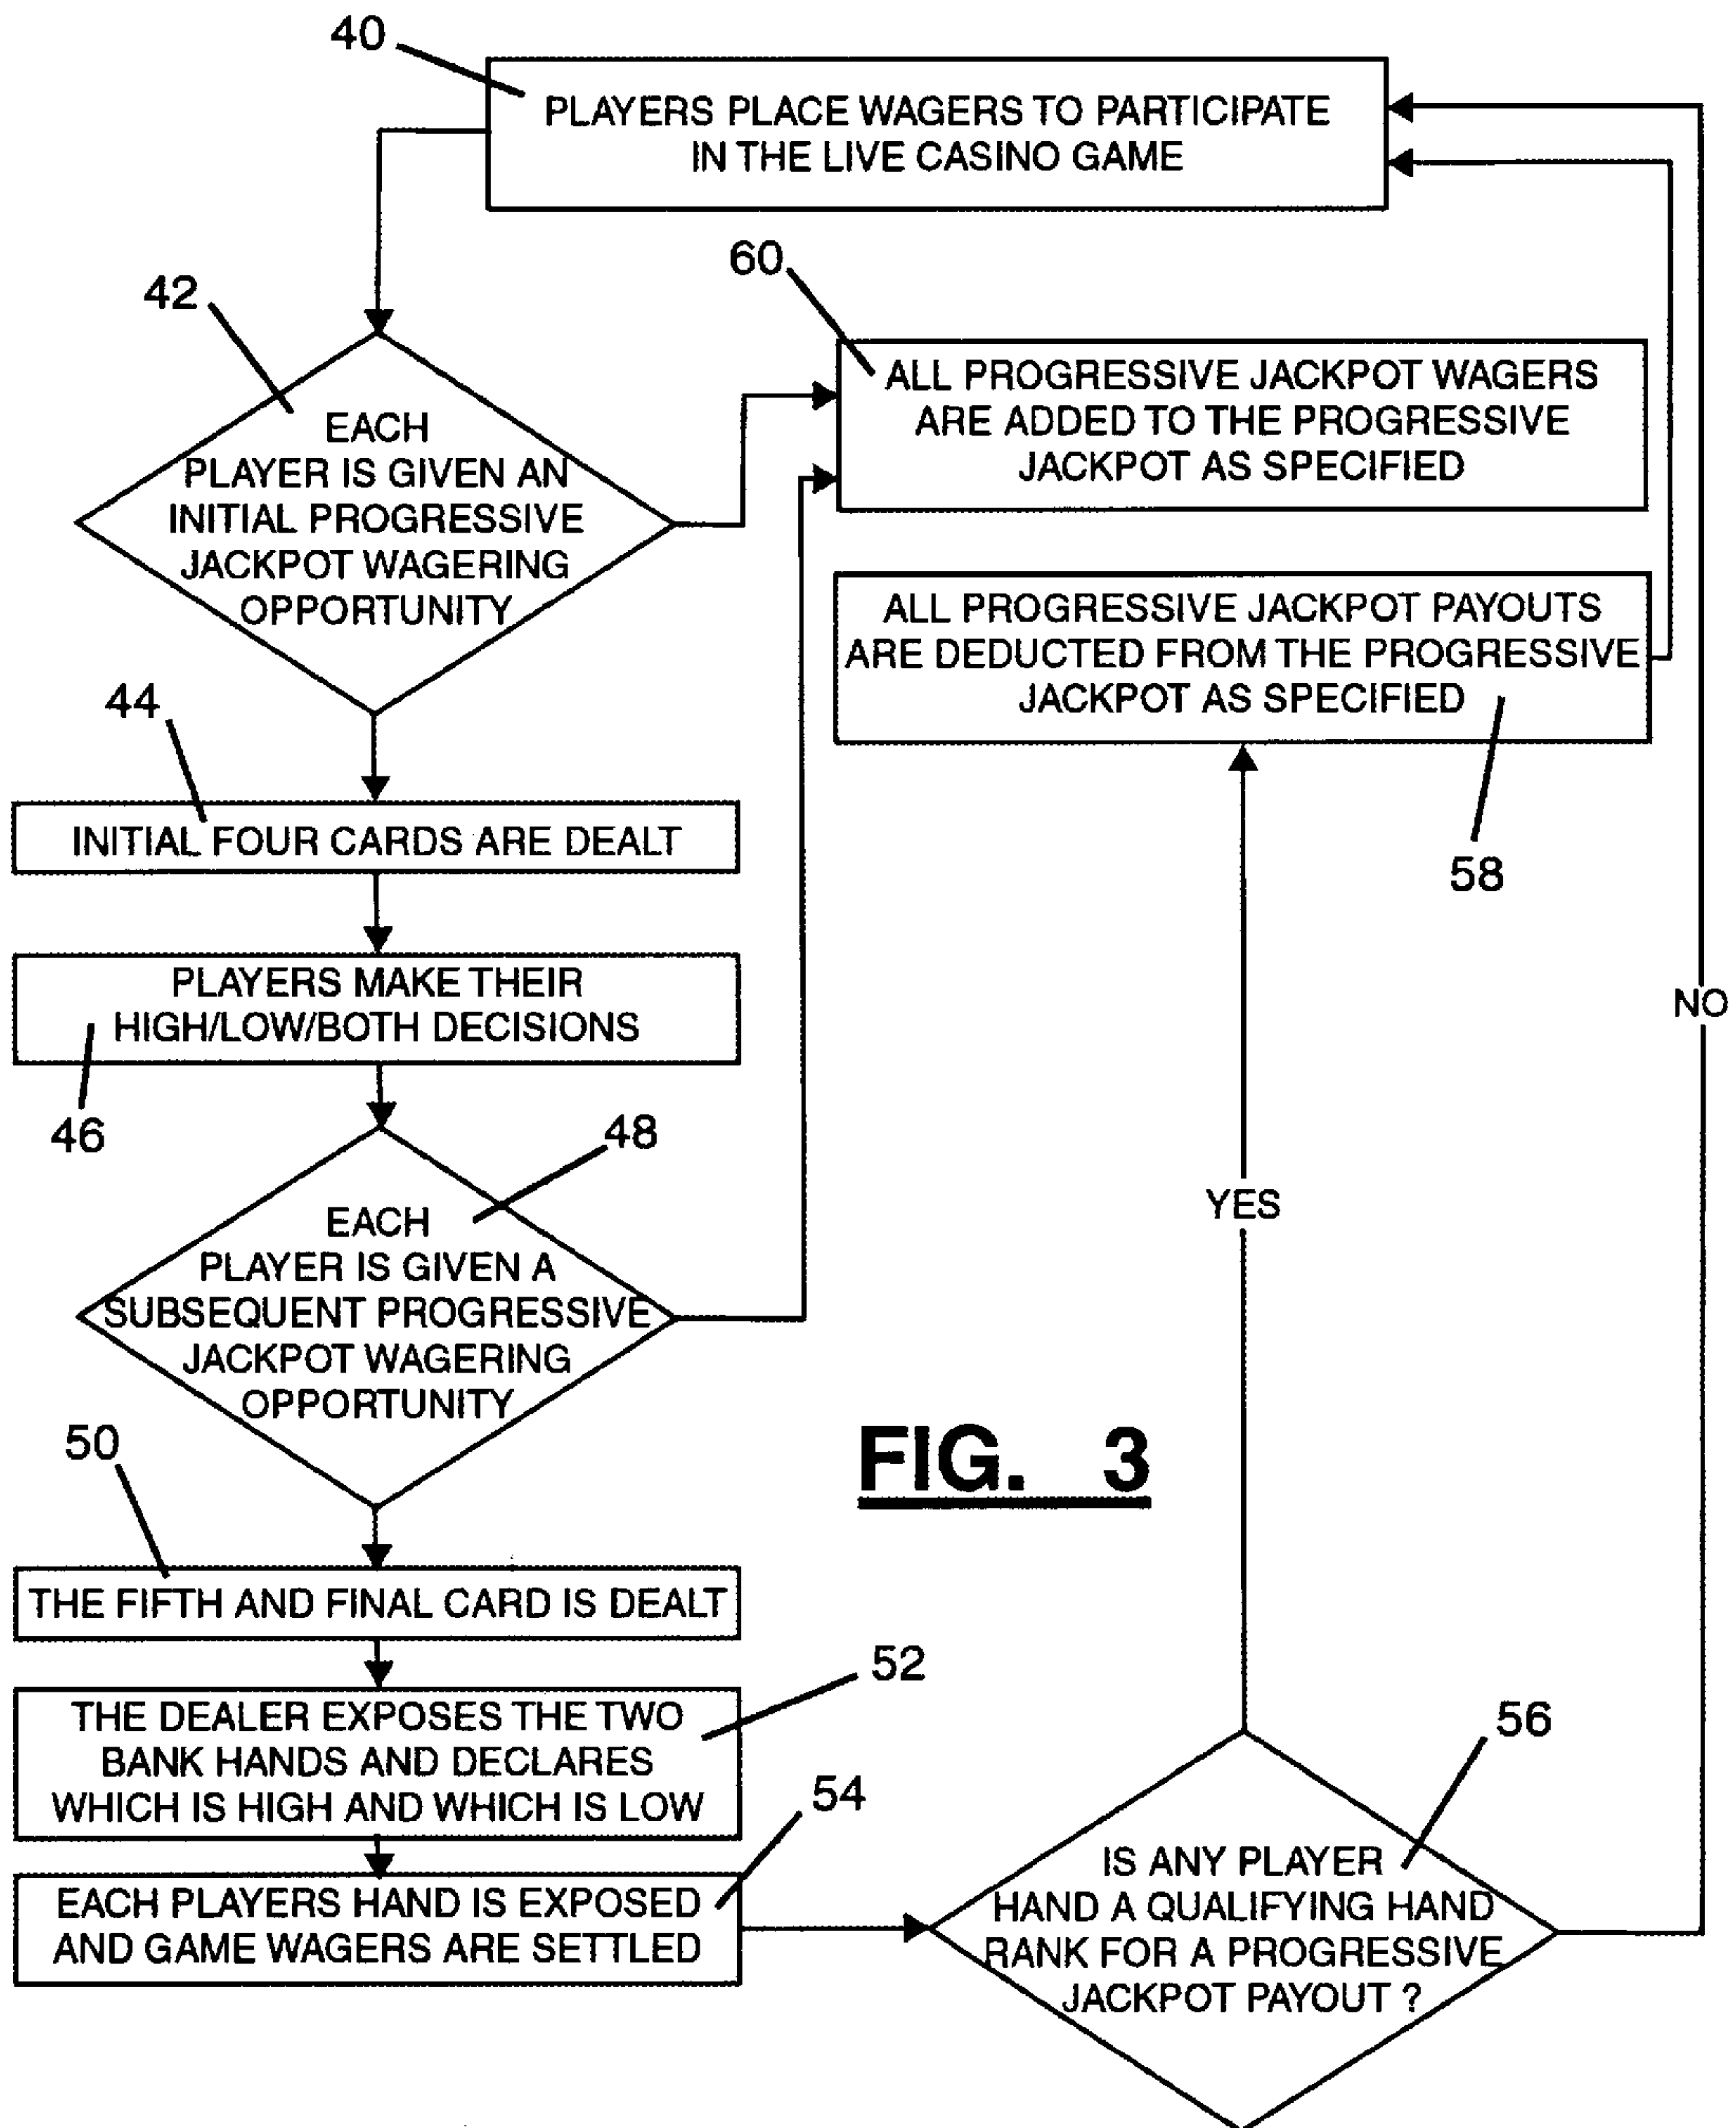 40
PLAYERS PLACE WAGERS TO PARTICIPATE
IN THE LIVE CASINO GAME
60
42
ALL PROGRESSIVE JACKPOT WAGERS
ARE ADDED TO THE PROGRESSIVE
JACKPOT AS SPECIFIED
EACH
PLAYER IS GIVEN AN
INITIAL PROGRESSIVE
JACKPOT WAGERING
OPPORTUNITY
ALL PROGRESSIVE JACKPOT PAYOUTS
ARE DEDUCTED FROM THE PROGRESSIVE
JACKPOT AS SPECIFIED
58
44
INITIAL FOUR CARDS ARE DEALT
PLAYERS MAKE THEIR
HIGH/LOW/BOTH DECISIONS
46
NO
48
EACH
PLAYER IS GIVEN A
SUBSEQUENT PROGRESSIVE
JACKPOT WAGERING
OPPORTUNITY
YES
50
FIG. 3
THE FIFTH AND FINAL CARD IS DEALT
52
THE DEALER EXPOSES THE TWO
BANK HANDS AND DECLARES
WHICH IS HIGH AND WHICH IS LOW
54
EACH PLAYERS HAND IS EXPOSED
AND GAME WAGERS ARE SETTLED
56
IS ANY PLAYER
HAND A QUALIFYING HAND
RANK FOR A PROGRESSIVE
JACKPOT PAYOUT ?